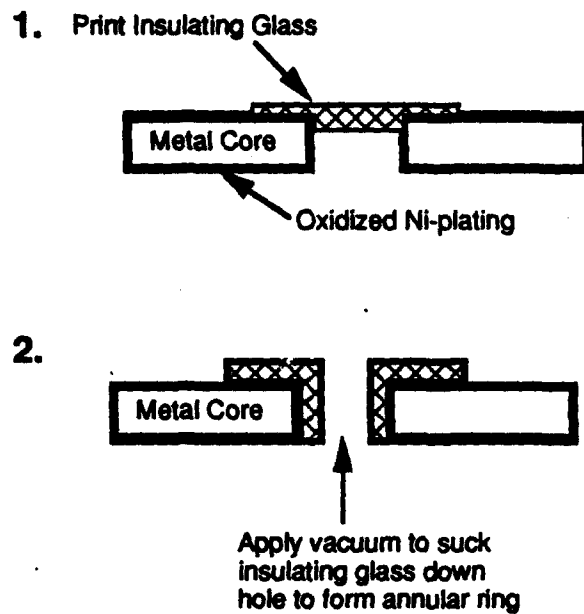 1. Print Insulating Glass
Metal Core
Oxidized Ni-plating
2.
Metal Core
Apply vacuum to suck
insulating glass down
hole to form annular ring